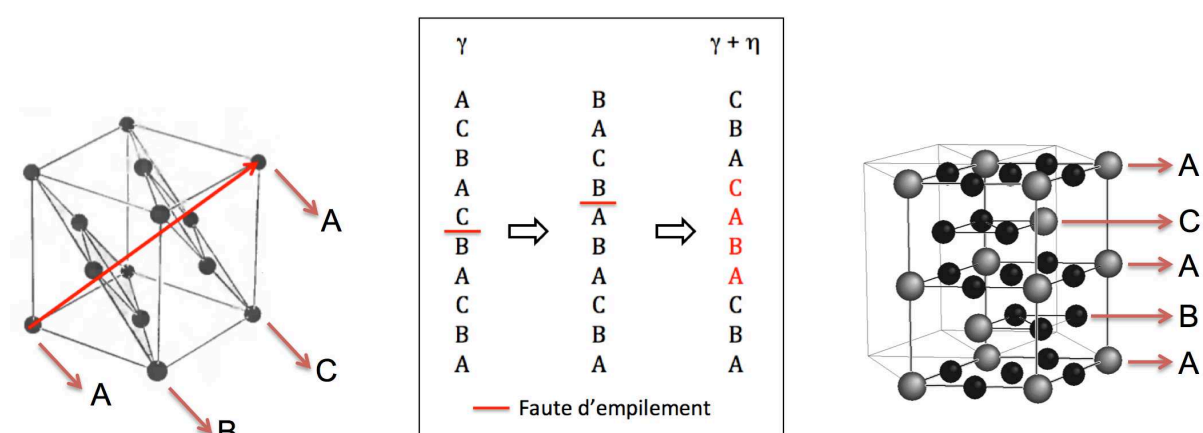 γ γ + η
A B C
C A B
B C A
A B C
C A A
B B B
A A A
C C C
B B B
A A A
Faute d'empilement
A
C
A
B
A
C
A
B
A